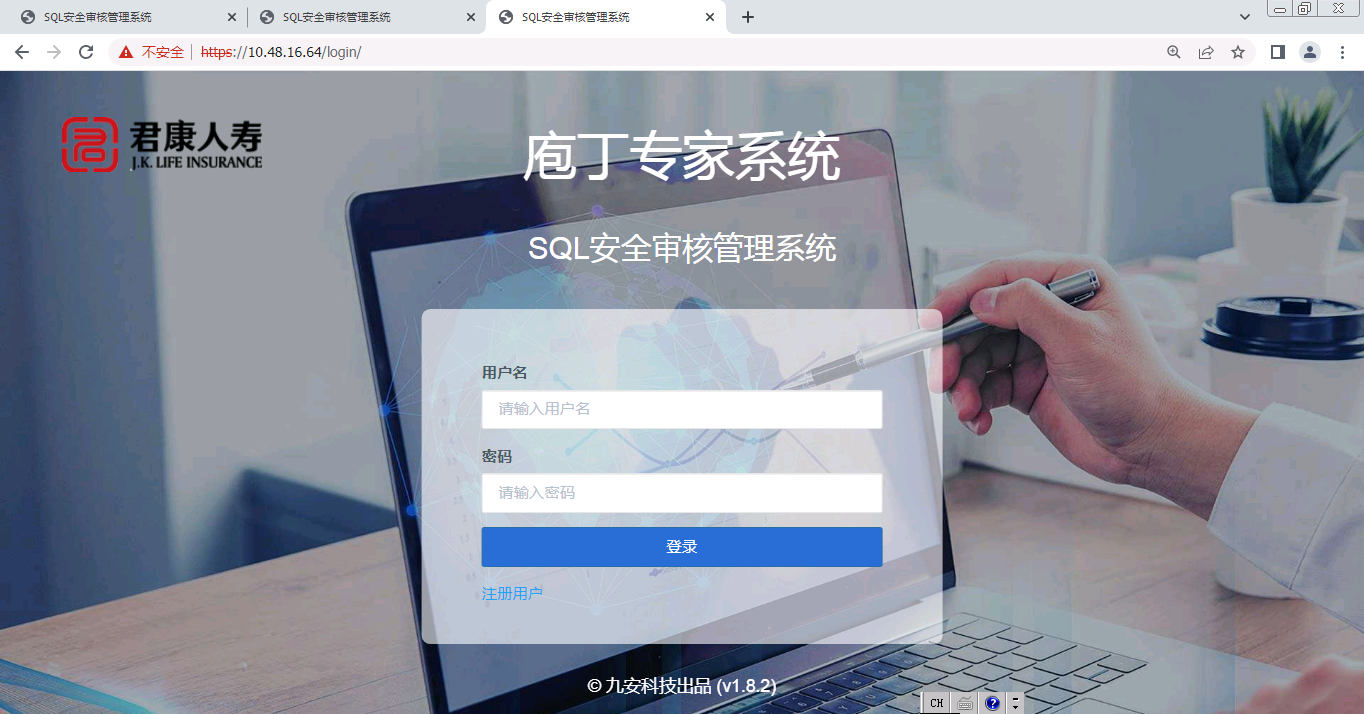 SQL安全审核管理系统
SQL安全审核管理系统
SQL安全审核管理系统
不安全
https://10.48.16.64/login/
君康人寿
J.K. LIFE INSURANCE
庖丁专家系统
SQL安全审核管理系统
用户名
请输入用户名
密码
请输入密码
登录
注册用户
© 九安科技出品 (v1.8.2)
CH